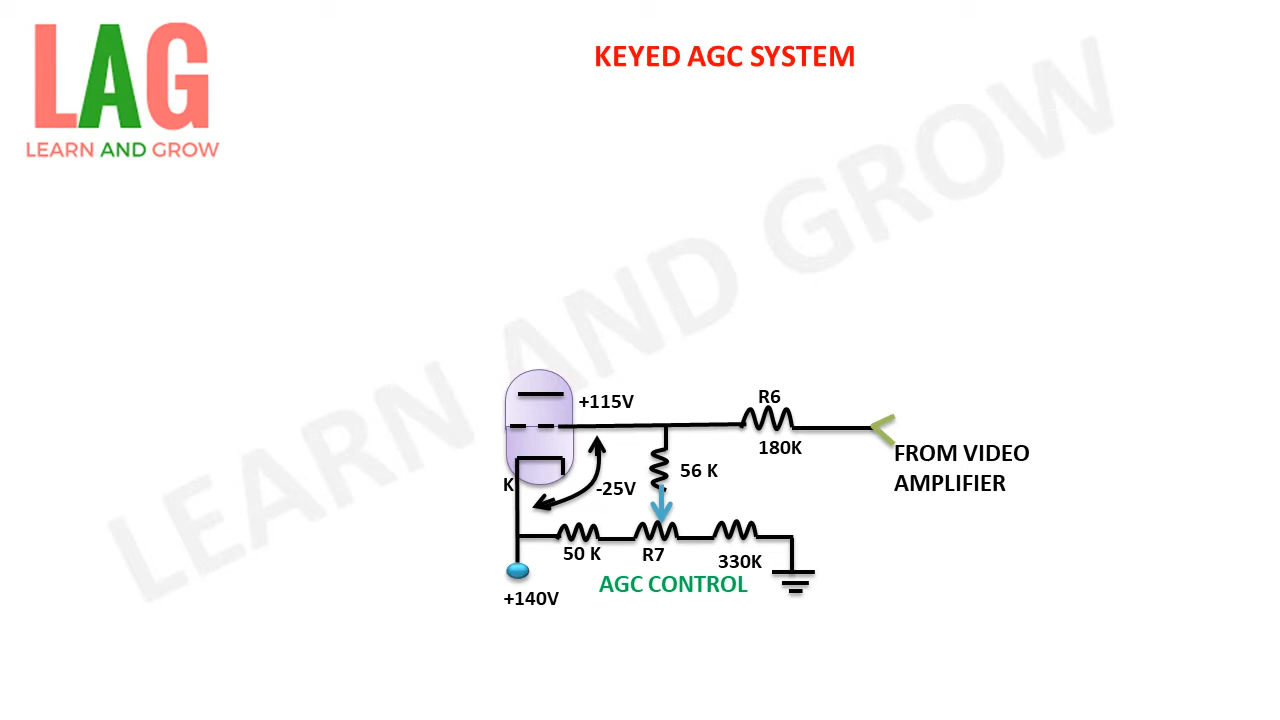 LAG
LEARN AND GROW
KEYED AGC SYSTEM
LEARN AND GROW
+115V
R6
180K
FROM VIDEO
AMPLIFIER
56 K
K
-25V
50 K
R7
330K
AGC CONTROL
+140V